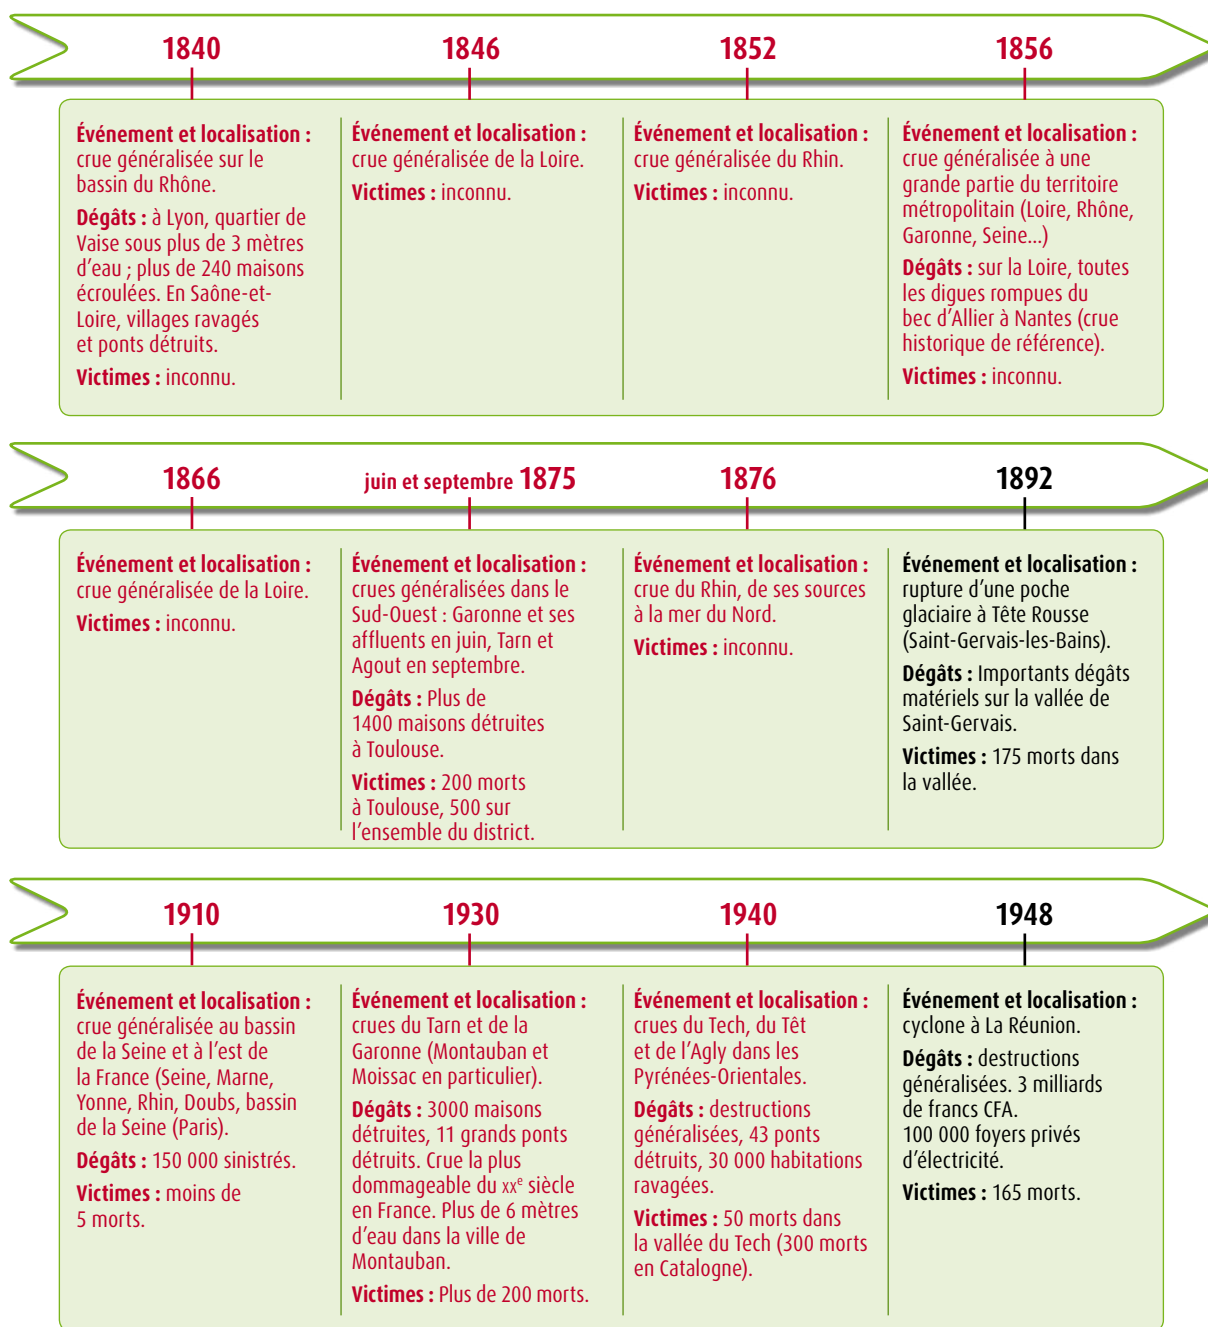 1840
1846
1852
1856
Événement et localisation :
crue généralisée sur le
bassin du Rhône.
Dégâts : à Lyon, quartier de
Vaise sous plus de 3 mètres
d'eau ; plus de 240 maisons
écroulées. En Saône-et-
Loire, villages ravagés
et ponts détruits.
Victimes : inconnu.
Événement et localisation :
crue généralisée de la Loire.
Victimes : inconnu.
Événement et localisation :
crue généralisée du Rhin.
Victimes : inconnu.
Événement et localisation :
crue généralisée à une
grande partie du territoire
métropolitain (Loire, Rhône,
Garonne, Seine...)
Dégâts : sur la Loire, toutes
les digues rompues du
bec d'Allier à Nantes (crue
historique de référence).
Victimes : inconnu.
1866
juin et septembre 1875
1876
1892
Événement et localisation :
crue généralisée de la Loire.
Victimes : inconnu.
Événement et localisation :
crues généralisées dans le
Sud-Ouest : Garonne et ses
affluents en juin, Tarn et
Agout en septembre.
Dégâts : Plus de
1400 maisons détruites
à Toulouse.
Victimes : 200 morts
à Toulouse, 500 sur
l'ensemble du district.
Événement et localisation :
crue du Rhin, de ses sources
à la mer du Nord.
Victimes : inconnu.
Événement et localisation :
rupture d'une poche
glaciaire à Tête Rousse
(Saint-Gervais-les-Bains).
Dégâts : Importants dégâts
matériels sur la vallée de
Saint-Gervais.
Victimes : 175 morts dans
la vallée.
1910
1930
1940
1948
Événement et localisation :
crue généralisée au bassin
de la Seine et à l'est de
la France (Seine, Marne,
Yonne, Rhin, Doubs, bassin
de la Seine (Paris).
Dégâts : 150 000 sinistrés.
Victimes : moins de
5 morts.
Événement et localisation :
crues du Tarn et de la
Garonne (Montauban et
Moissac en particulier).
Dégâts : 3000 maisons
détruites, 11 grands ponts
détruits. Crue la plus
dommageable du XXe siècle
en France. Plus de 6 mètres
d'eau dans la ville de
Montauban.
Victimes : Plus de 200 morts.
Événement et localisation :
crues du Tech, du Têt
et de l'Agly dans les
Pyrénées-Orientales.
Dégâts : destructions
généralisées, 43 ponts
détruits, 30 000 habitations
ravagées.
Victimes : 50 morts dans
la vallée du Tech (300 morts
en Catalogne).
Événement et localisation :
cyclone à La Réunion.
Dégâts : destructions
généralisées. 3 milliards
de francs CFA.
100 000 foyers privés
d'électricité.
Victimes : 165 morts.